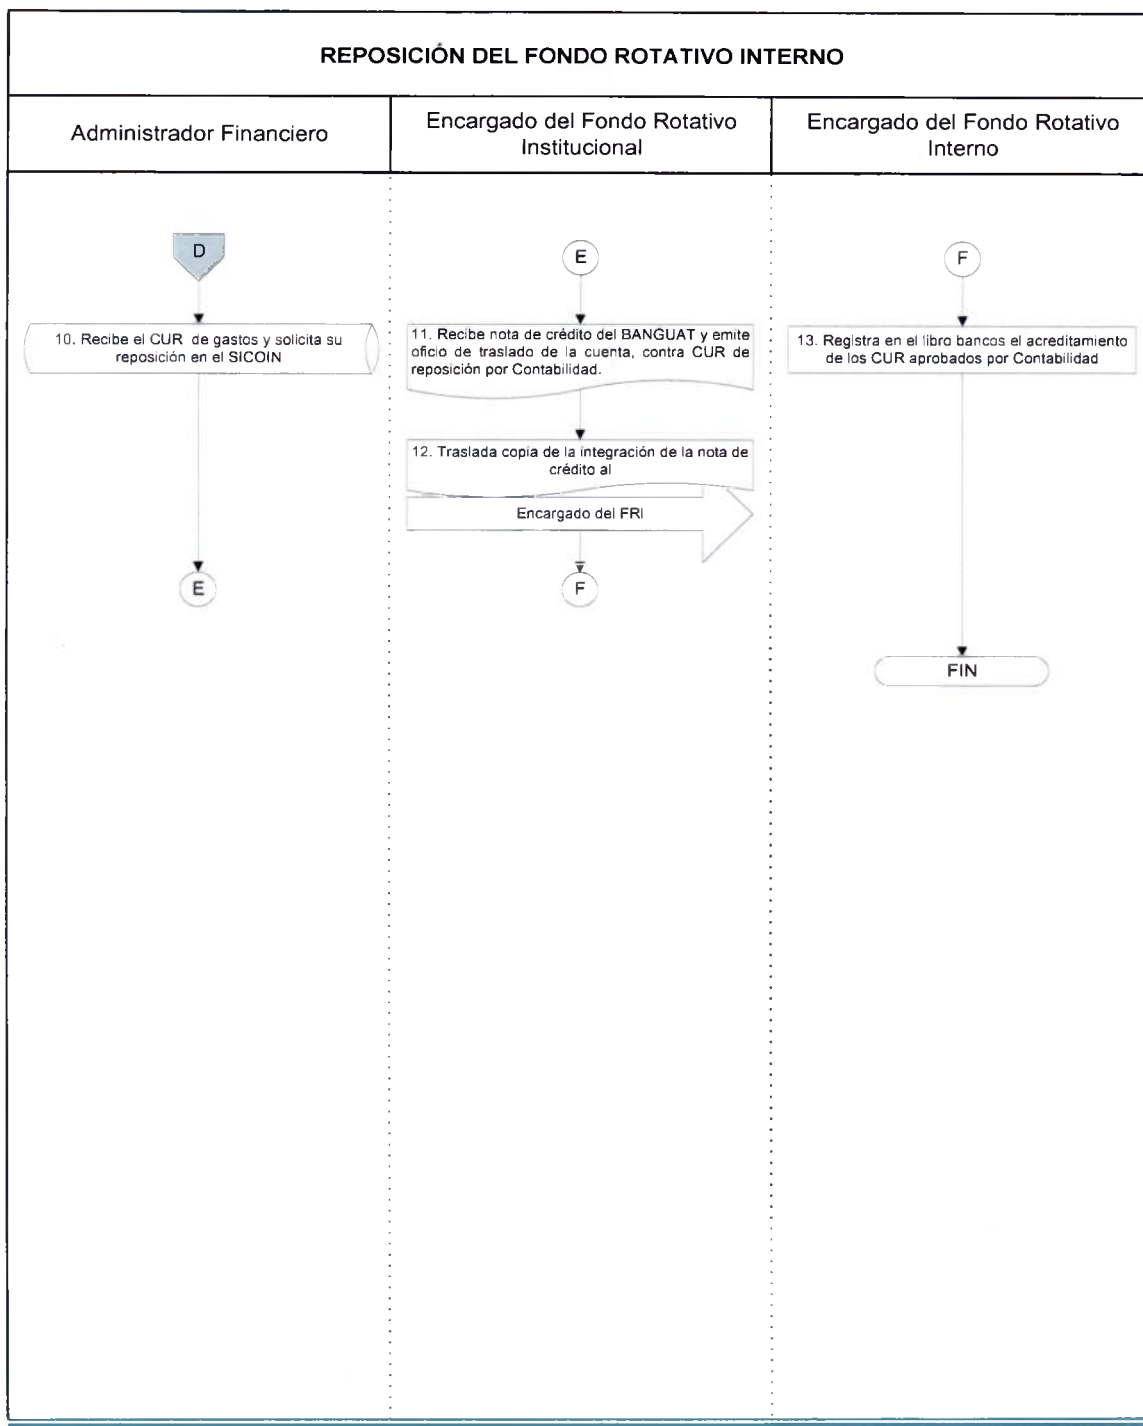 REPOSICIÓN DEL FONDO ROTATIVO INTERNO
Administrador Financiero
Encargado del Fondo Rotativo
Institucional
Encargado del Fondo Rotativo
Interno
D
10. Recibe el CUR de gastos y solicita su
reposición en el SICOIN
E
E
11. Recibe nota de crédito del BANGUAT y emite
oficio de traslado de la cuenta, contra CUR de
reposición por Contabilidad.
12. Traslada copia de la integración de la nota de
crédito al
Encargado del FRI
F
F
13. Registra en el libro bancos el acreditamiento
de los CUR aprobados por Contabilidad
FIN